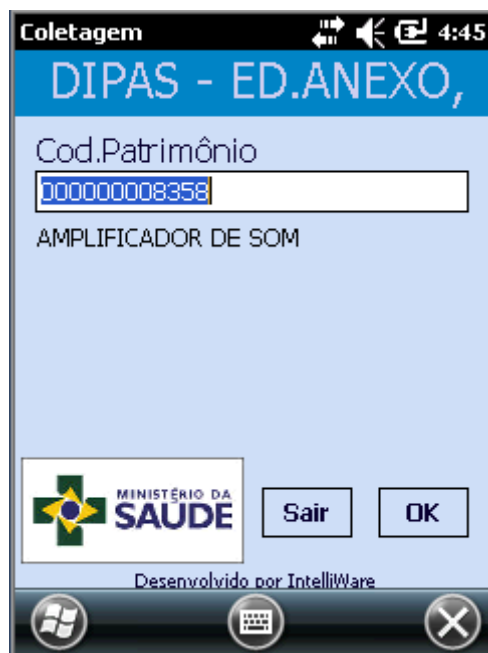 Coletagem 4:45
DIPAS - ED.ANEXO,
Cod.Patrimônio
000000008358
AMPLIFICADOR DE SOM
MINISTÉRIO DA
SAÚDE
Sair OK
Desenvolvido por IntelliWare